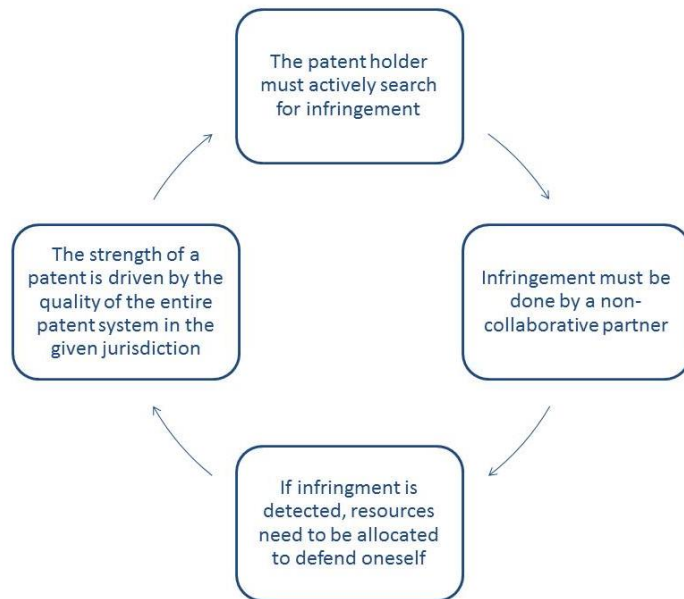 The patent holder
must actively search
for infringement
Infringement must be
done by a non-
collaborative partner
If infringment is
detected, resources
need to be allocated
to defend oneself
The strength of a
patent is driven by the
quality of the entire
patent system in the
given jurisdiction